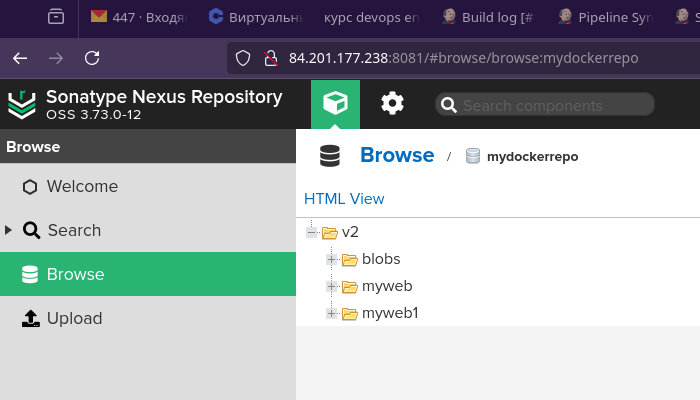 447 · Входя
Виртуальн
курс devops en
Build log [#
Pipeline Syn
84.201.177.238:8081/#browse/browse:mydockerrepo
Sonatype Nexus Repository
OSS 3.73.0-12
Search components
Browse
Welcome
Search
Browse
Upload
Browse / mydockerrepo
HTML View
v2
blobs
myweb
myweb1